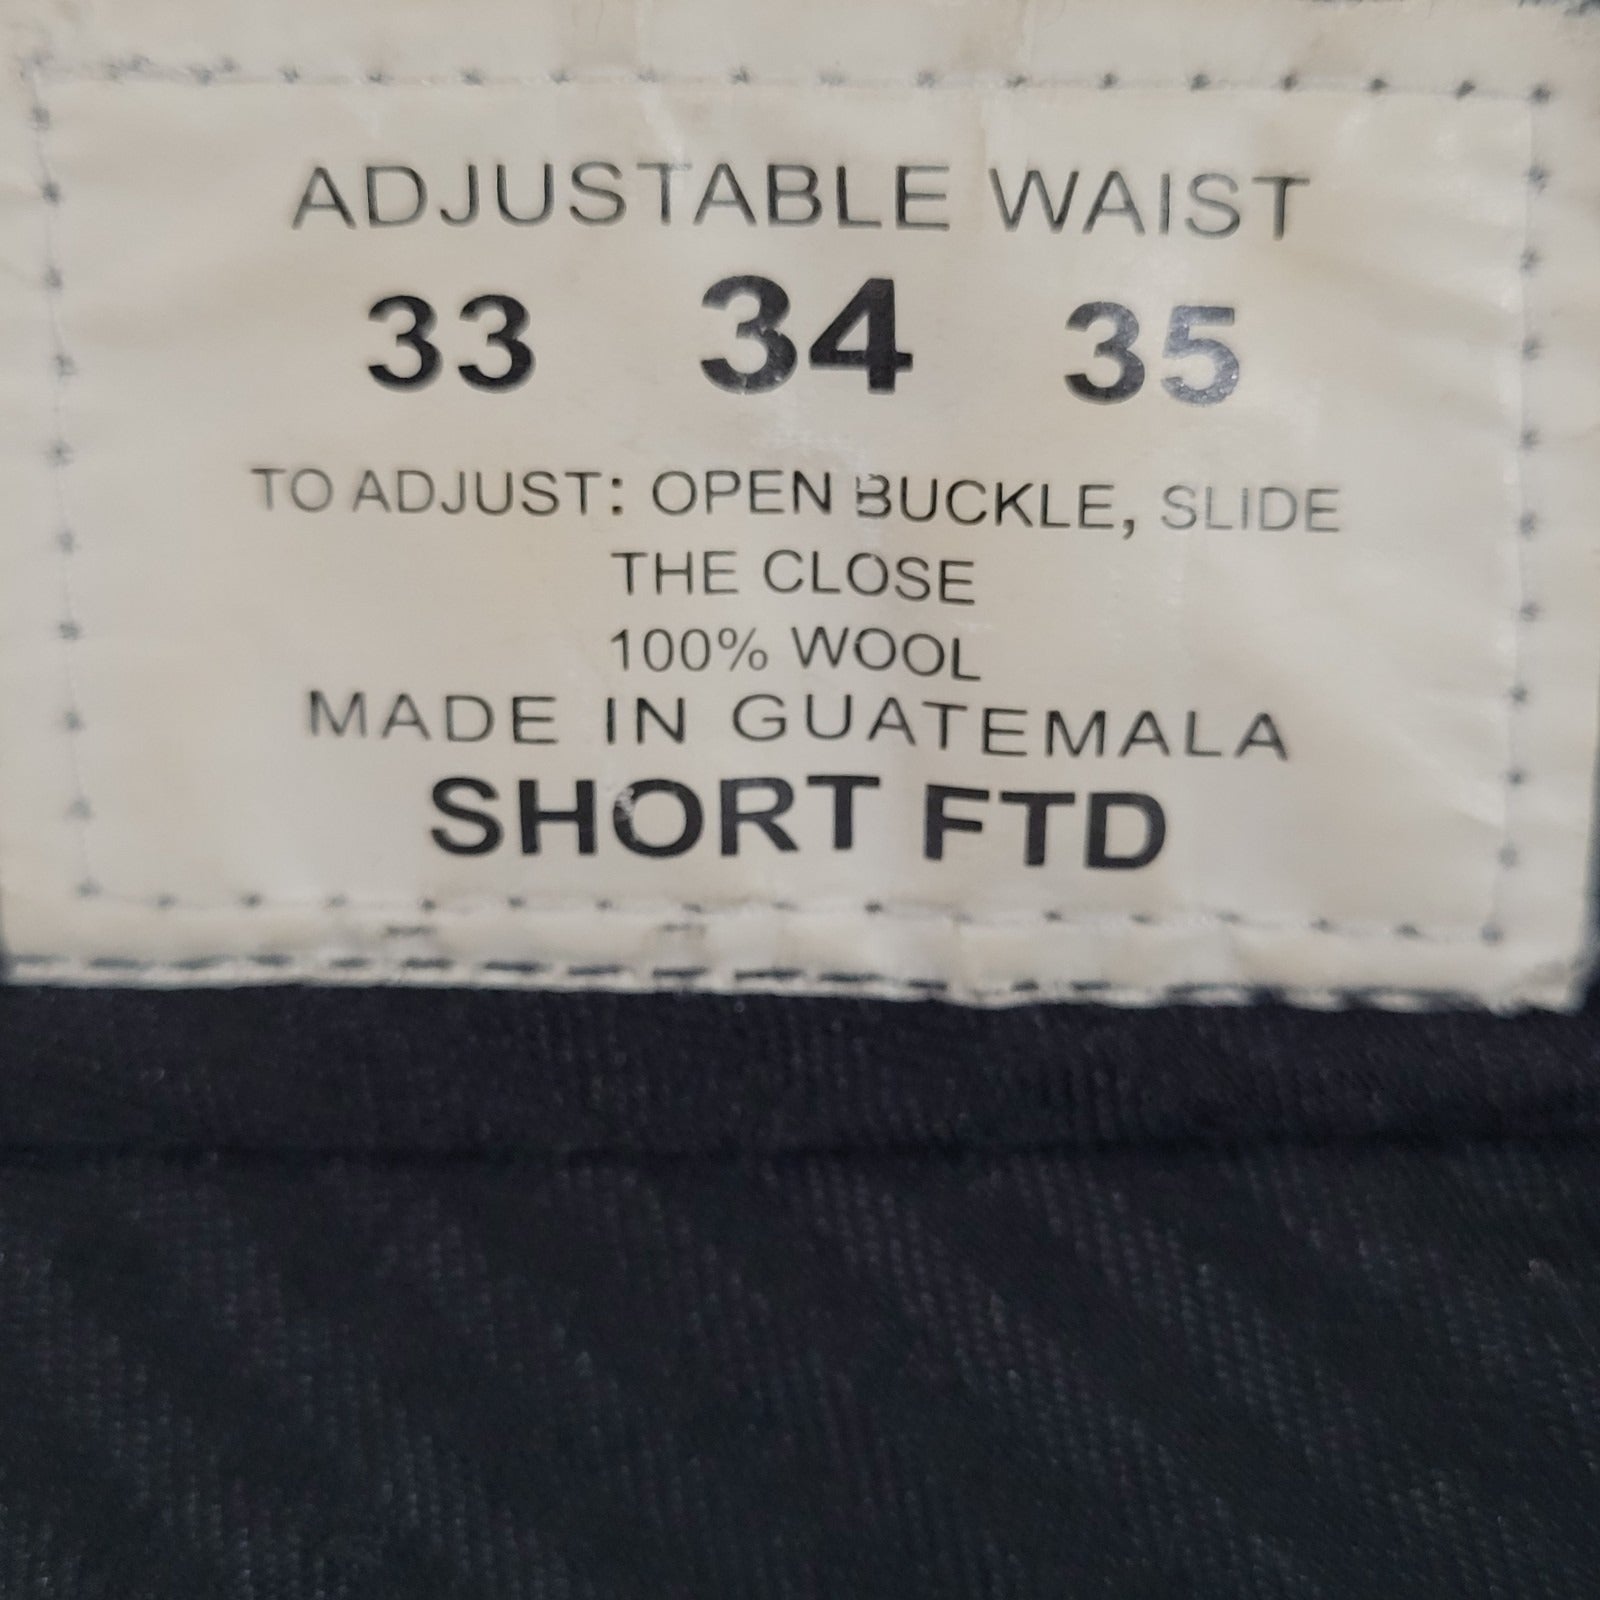 ADJUSTABLE WAIST
33 34 35
TO ADJUST: OPEN BUCKLE, SLIDE
THE CLOSE
100% WOOL
MADE IN GUATEMALA
SHORT FTD